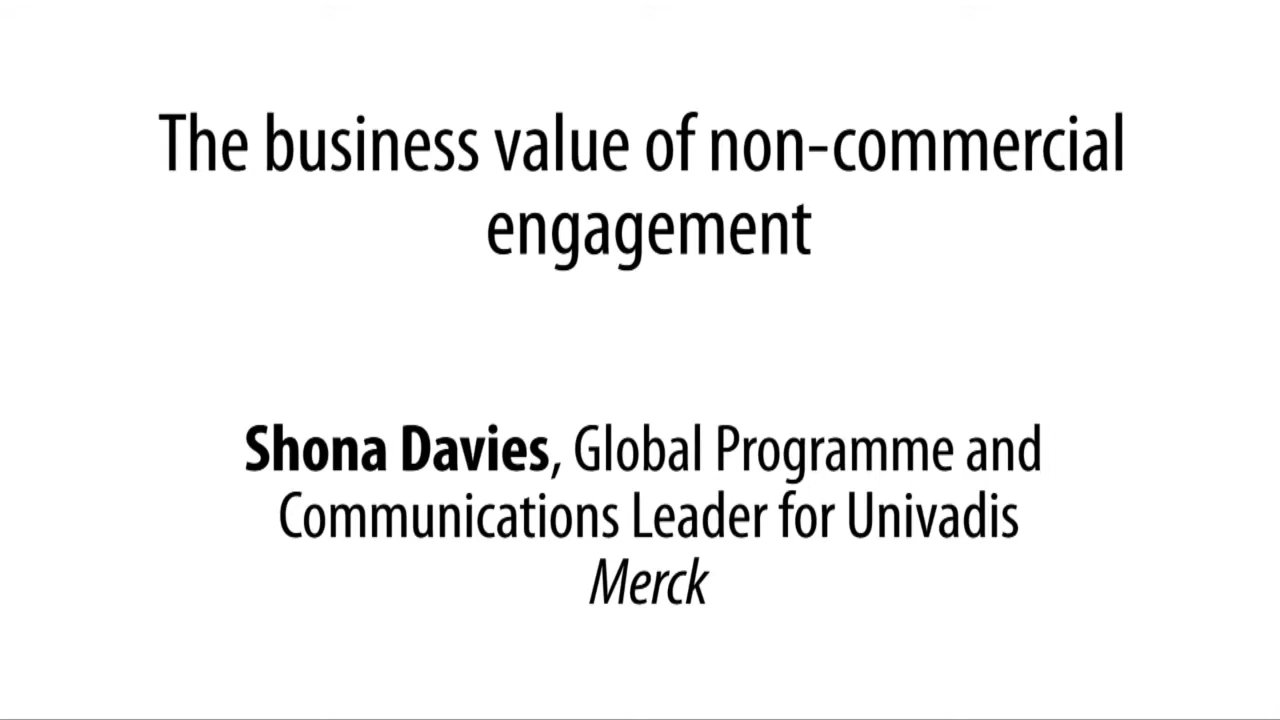 The business value of non-commercial
engagement
Shona Davies, Global Programme and
Communications Leader for Univadis
Merck